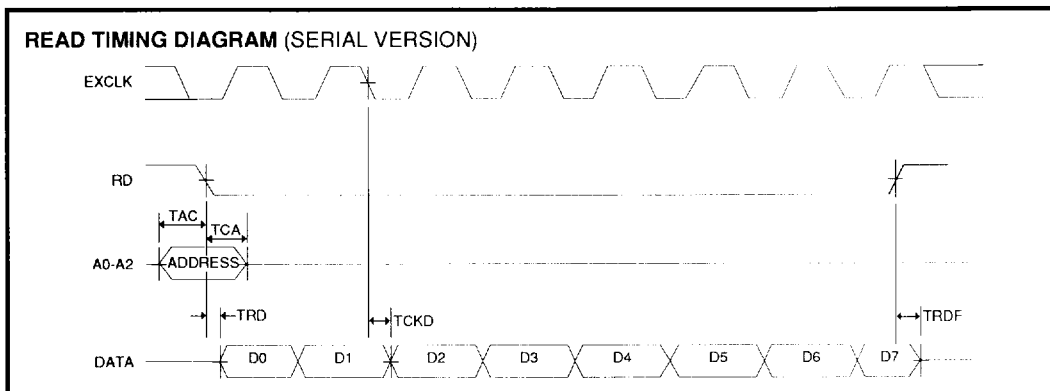 READ TIMING DIAGRAM (SERIAL VERSION)
EXCLK
RD
TAC
TCA
A0-A2
ADDRESS
TRD
TCKD
TRDF
DATA
D0 D1 D2 D3 D4 D5 D6 D7